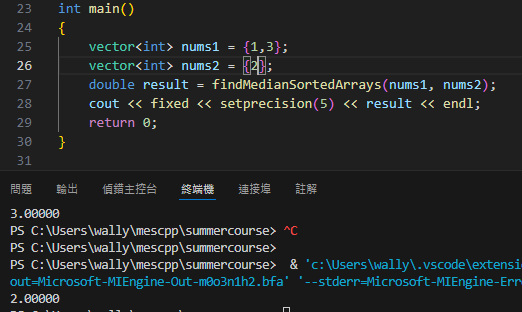 23 int main()
24 {
25 vector<int> nums1 = {1,3};
26 vector<int> nums2 = {2};
27 double result = findMedianSortedArrays(nums1, nums2);
28 cout << fixed << setprecision(5) << result << endl;
29 return 0;
30 }
31
問題 輸出 偵錯主控台 終端機 連接埠 註解
3.00000
PS C:\Users\wally\mescpp\summercourse> ^C
PS C:\Users\wally\mescpp\summercourse>
PS C:\Users\wally\mescpp\summercourse> & 'c:\Users\wally\.vscode\extensio
out=Microsoft-MIEngine-Out-m0o3n1h2.bfa' '--stderr=Microsoft-MIEngine-Err
2.00000